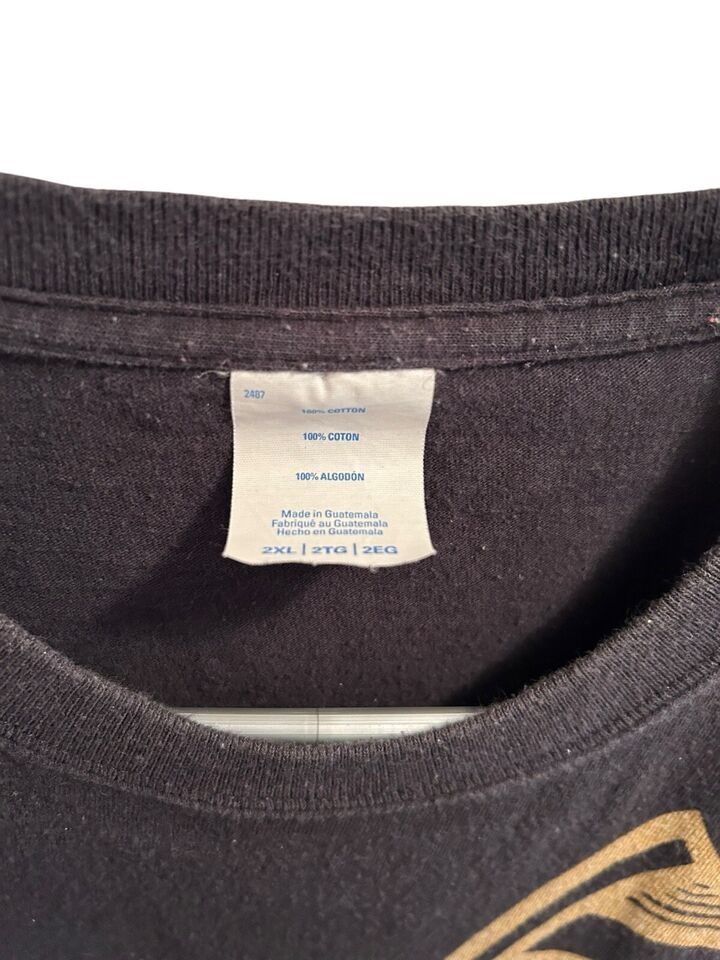 2487
100% COTTON
100% COTON
100% ALGODÓN
Made in Guatemala
Fabriqué au Guatemala
Hecho en Guatemala
2XL | 2TG | 2EG